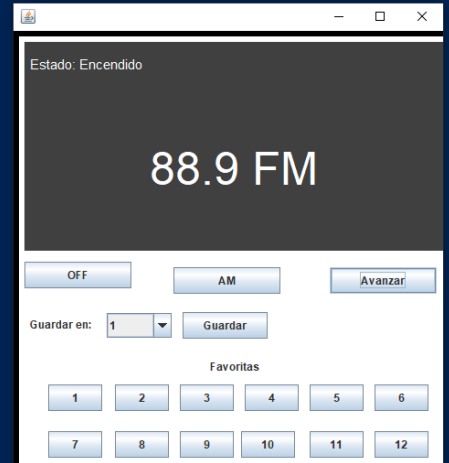 Estado: Encendido
88.9 FM
OFF AM Avanzar
Guardar en: 1 Guardar
Favoritas
1 2 3 4 5 6
7 8 9 10 11 12